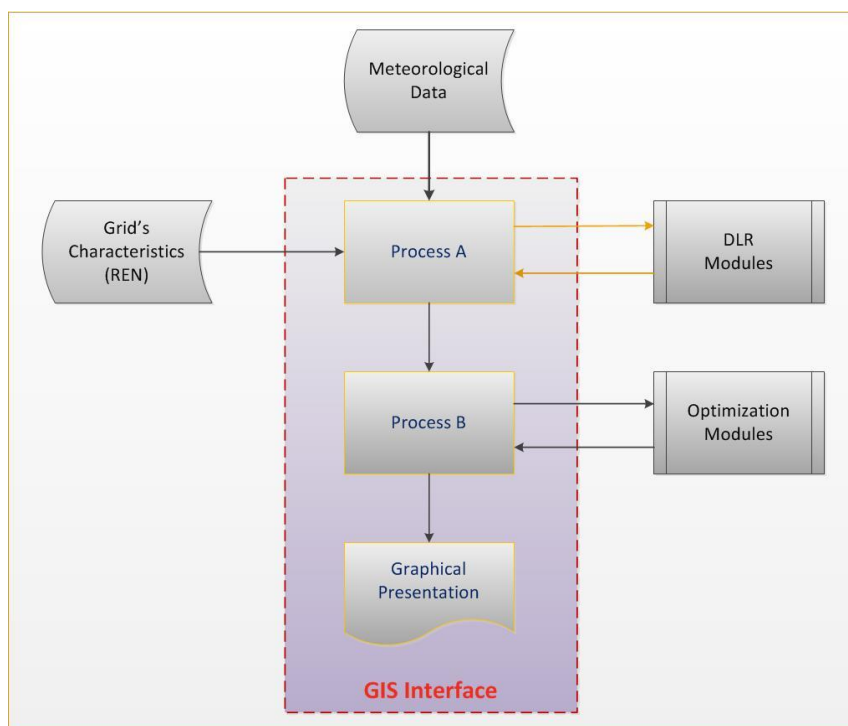 Meteorological
Data
Grid's
Characteristics
(REN)
Process A
DLR
Modules
Process B
Optimization
Modules
Graphical
Presentation
GIS Interface